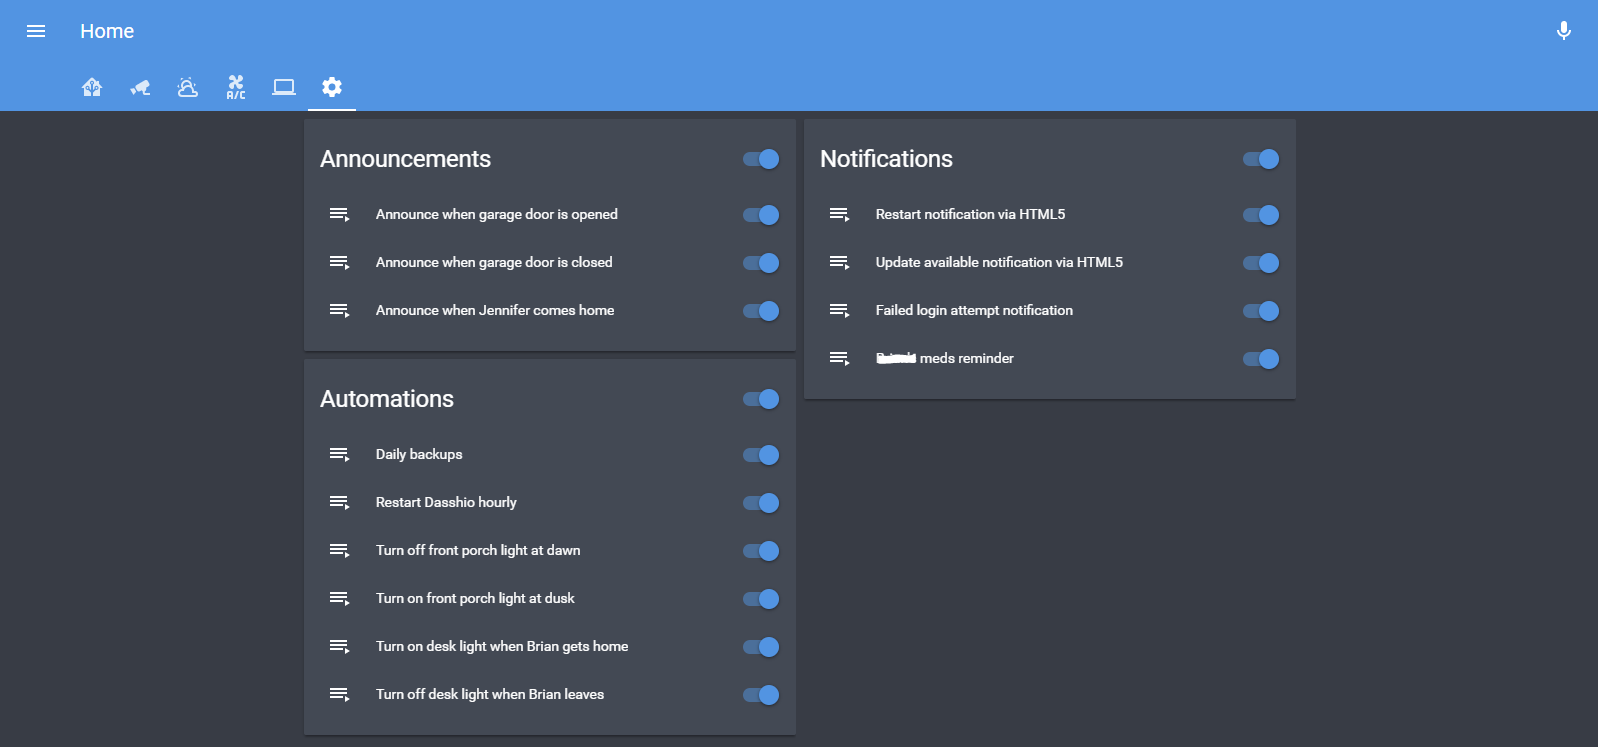 Home
A/C
Announcements
Announce when garage door is opened
Announce when garage door is closed
Announce when Jennifer comes home
Automations
Daily backups
Restart Dasshio hourly
Turn off front porch light at dawn
Turn on front porch light at dusk
Turn on desk light when Brian gets home
Turn off desk light when Brian leaves
Notifications
Restart notification via HTML5
Update available notification via HTML5
Failed login attempt notification
meds reminder